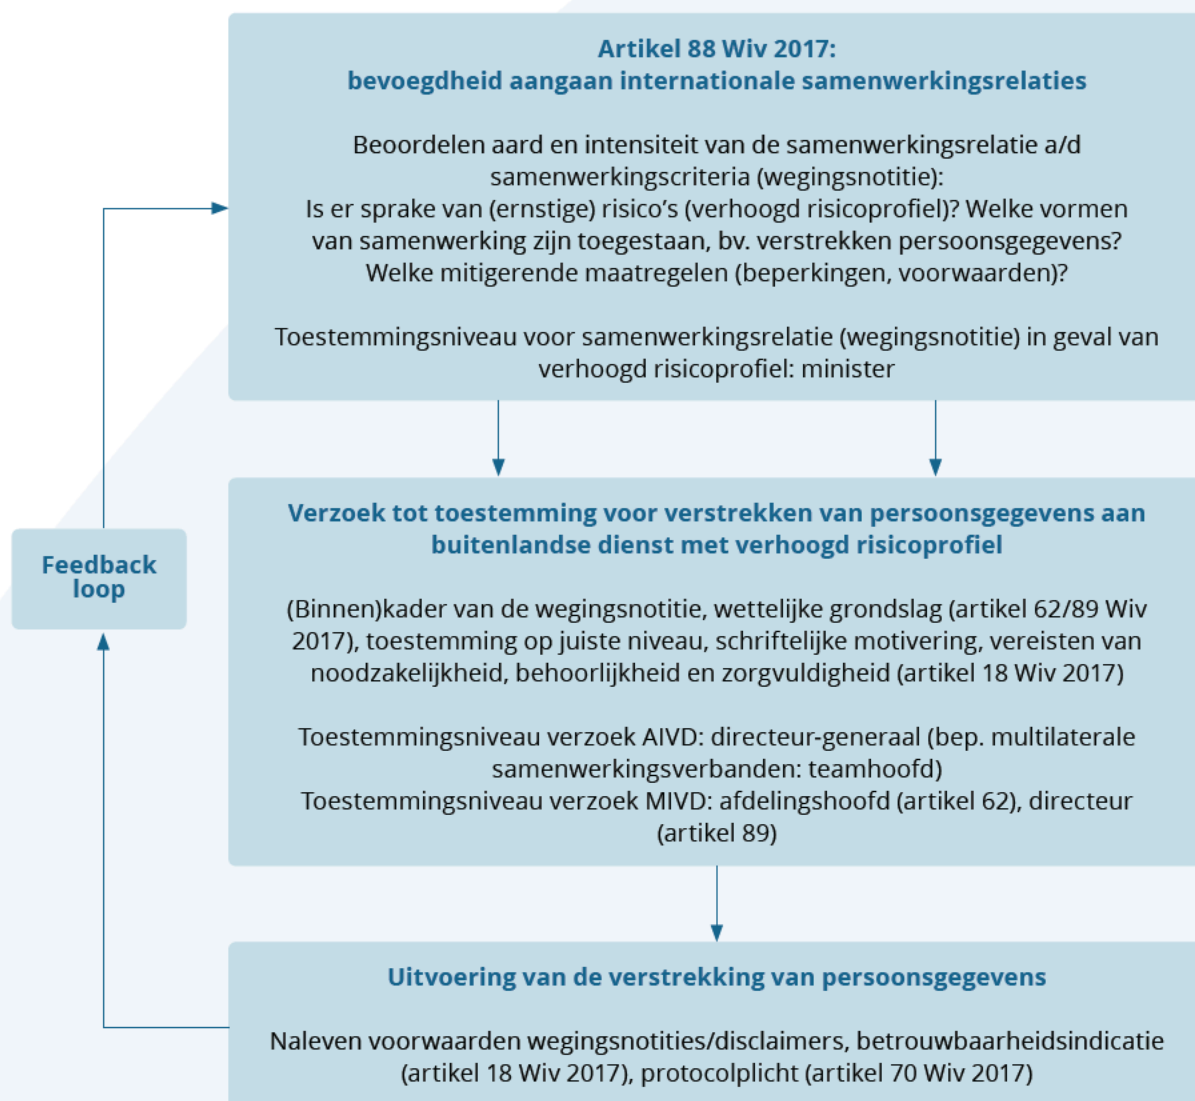 Artikel 88 Wiv 2017:
bevoegdheid aangaan internationale samenwerkingsrelaties
Beoordelen aard en intensiteit van de samenwerkingsrelatie a/d
samenwerkingscriteria (wegingsnotitie):
Is er sprake van (ernstige) risico’s (verhoogd risicoprofiel)? Welke vormen
van samenwerking zijn toegestaan, bv. verstrekken persoonsgegevens?
Welke mitigerende maatregelen (beperkingen, voorwaarden)?
Toestemmingsniveau voor samenwerkingsrelatie (wegingsnotitie) in geval van
verhoogd risicoprofiel: minister
Verzoek tot toestemming voor verstrekken van persoonsgegevens aan
buitenlandse dienst met verhoogd risicoprofiel
(Binnen)kader van de wegingsnotitie, wettelijke grondslag (artikel 62/89 Wiv
2017), toestemming op juiste niveau, schriftelijke motivering, vereisten van
noodzakelijkheid, behoorlijkheid en zorgvuldigheid (artikel 18 Wiv 2017)
Toestemmingsniveau verzoek AIVD: directeur-generaal (bep. multilaterale
samenwerkingsverbanden: teamhoofd)
Toestemmingsniveau verzoek MIVD: afdelingshoofd (artikel 62), directeur
(artikel 89)
Feedback
loop
Uitvoering van de verstrekking van persoonsgegevens
Naleven voorwaarden wegingsnotities/disclaimers, betrouwbaarheidsindicatie
(artikel 18 Wiv 2017), protocolplicht (artikel 70 Wiv 2017)